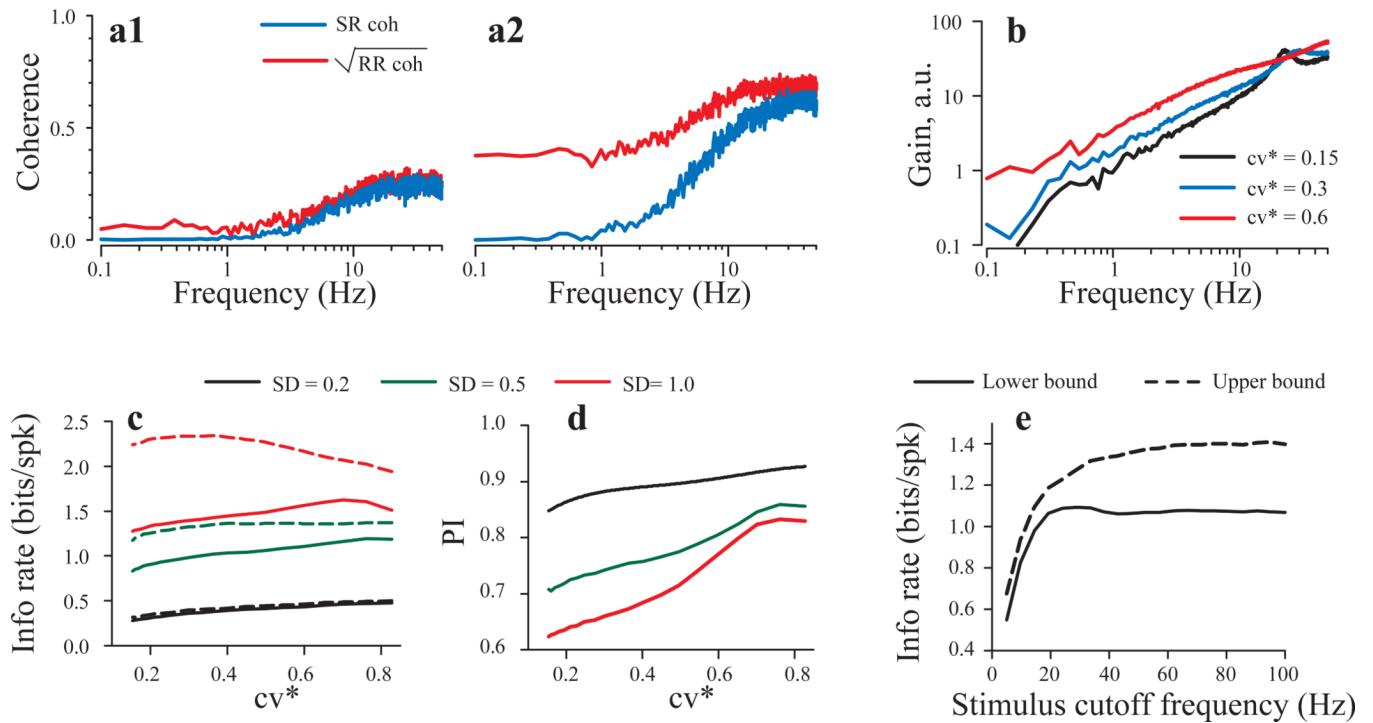 a1
SR coh
√RR coh
a2
b
1.0
0.5
0.0
Coherence
0.1
1
10
Frequency (Hz)
0.1
1
10
Frequency (Hz)
100
10
1
0.1
Gain, a.u.
cv* = 0.15
cv* = 0.3
cv* = 0.6
0.1
1
10
Frequency (Hz)
SD = 0.2
SD = 0.5
SD= 1.0
Lower bound
Upper bound
c
2.5
2.0
1.5
1.0
0.5
0.0
Info rate (bits/spk)
0.2
0.4
0.6
0.8
cv*
d
1.0
0.9
0.8
0.7
0.6
PI
0.2
0.4
0.6
0.8
cv*
e
1.4
1.2
1.0
0.8
0.6
0.4
Info rate (bits/spk)
0
20
40
60
80
100
Stimulus cutoff frequency (Hz)